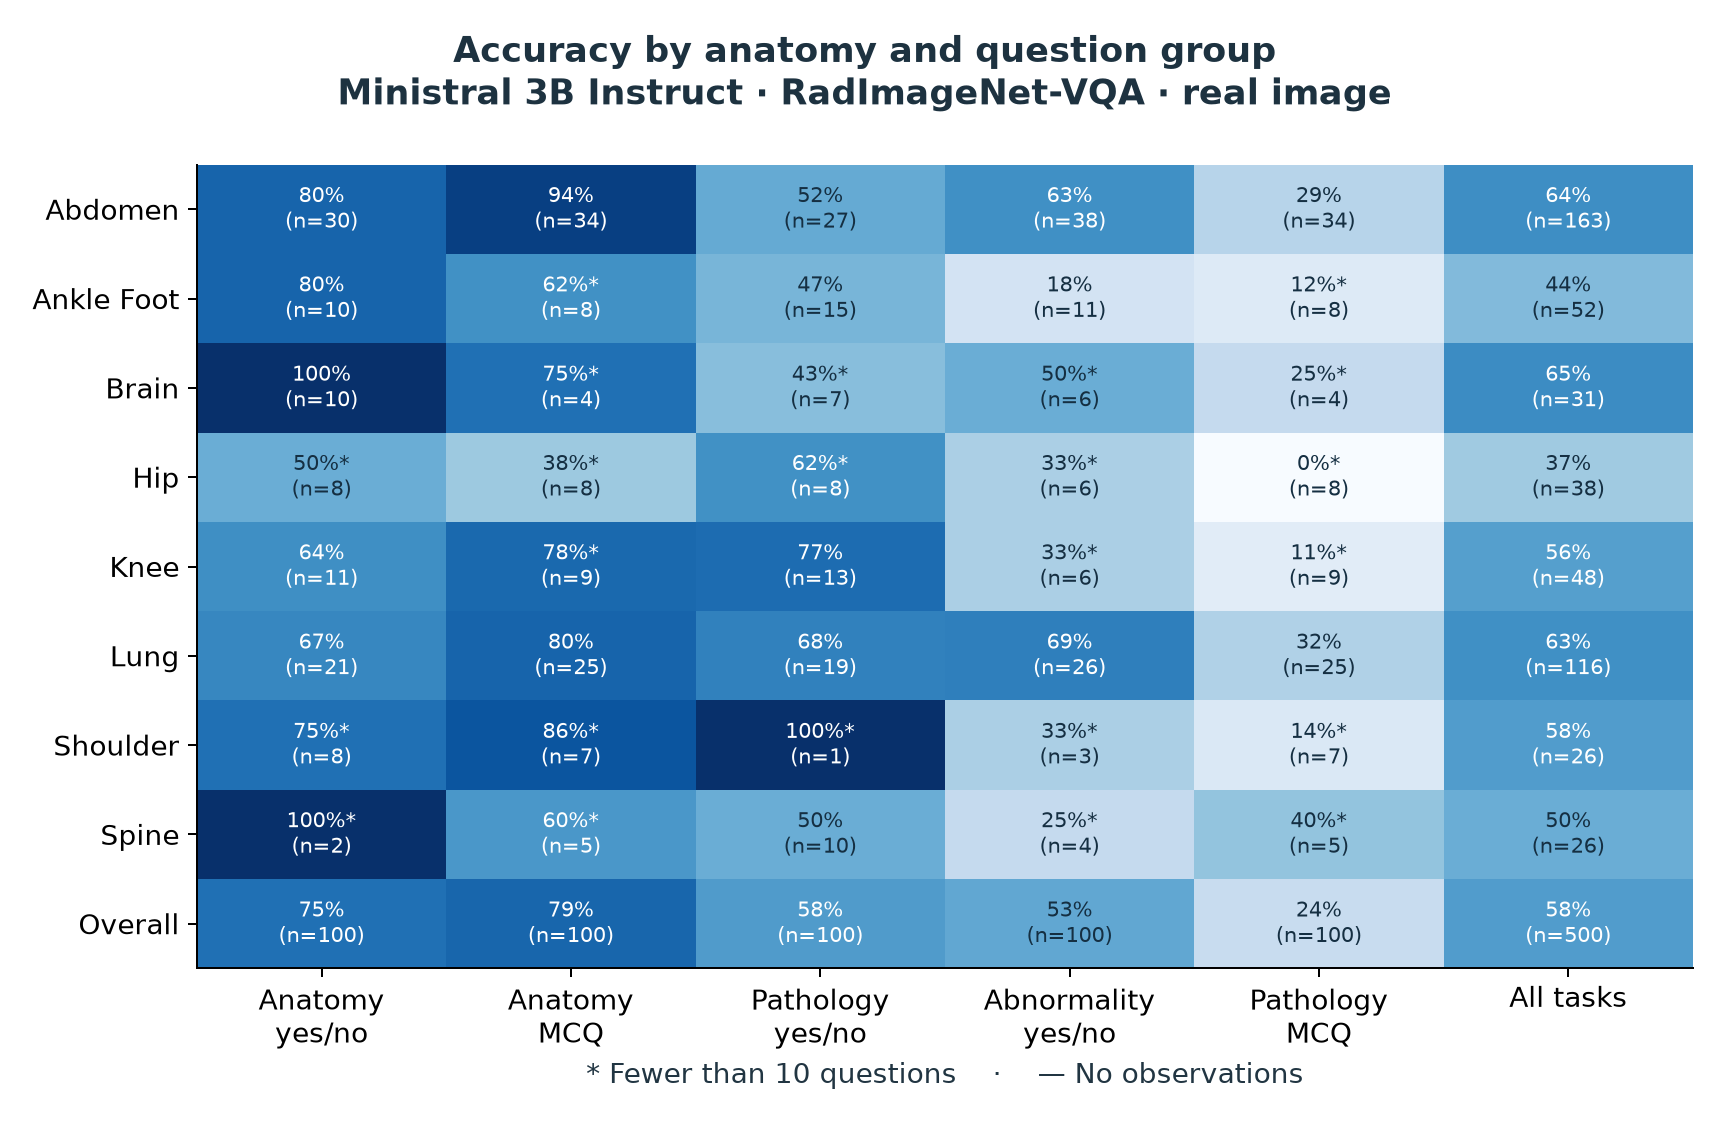 Accuracy by anatomy and question group
Ministral 3B Instruct · RadImageNet-VQA · real image
Abdomen 80% (n=30) 94% (n=34) 52% (n=27) 63% (n=38) 29% (n=34) 64% (n=163)
Ankle Foot 80% (n=10) 62%* (n=8) 47% (n=15) 18% (n=11) 12%* (n=8) 44% (n=52)
Brain 100% (n=10) 75%* (n=4) 43%* (n=7) 50%* (n=6) 25%* (n=4) 65% (n=31)
Hip 50%* (n=8) 38%* (n=8) 62%* (n=8) 33%* (n=6) 0%* (n=8) 37% (n=38)
Knee 64% (n=11) 78%* (n=9) 77% (n=13) 33%* (n=6) 11%* (n=9) 56% (n=48)
Lung 67% (n=21) 80% (n=25) 68% (n=19) 69% (n=26) 32% (n=25) 63% (n=116)
Shoulder 75%* (n=8) 86%* (n=7) 100%* (n=1) 33%* (n=3) 14%* (n=7) 58% (n=26)
Spine 100%* (n=2) 60%* (n=5) 50% (n=10) 25%* (n=4) 40%* (n=5) 50% (n=26)
Overall 75% (n=100) 79% (n=100) 58% (n=100) 53% (n=100) 24% (n=100) 58% (n=500)
Anatomy yes/no Anatomy MCQ Pathology yes/no Abnormality yes/no Pathology MCQ All tasks
* Fewer than 10 questions · — No observations